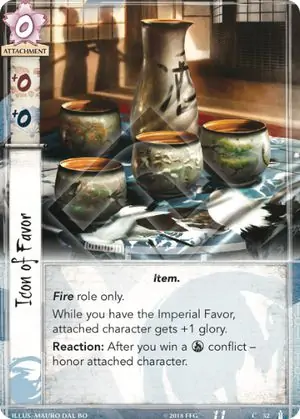 0
ATTACHMENT
+0
+0
Icon of Favor
Item.
Fire role only.
While you have the Imperial Favor,
attached character gets +1 glory.
Reaction: After you win a conflict –
honor attached character.
ILLUS: MAURO DAL BO
© 2018 FFG
C 32